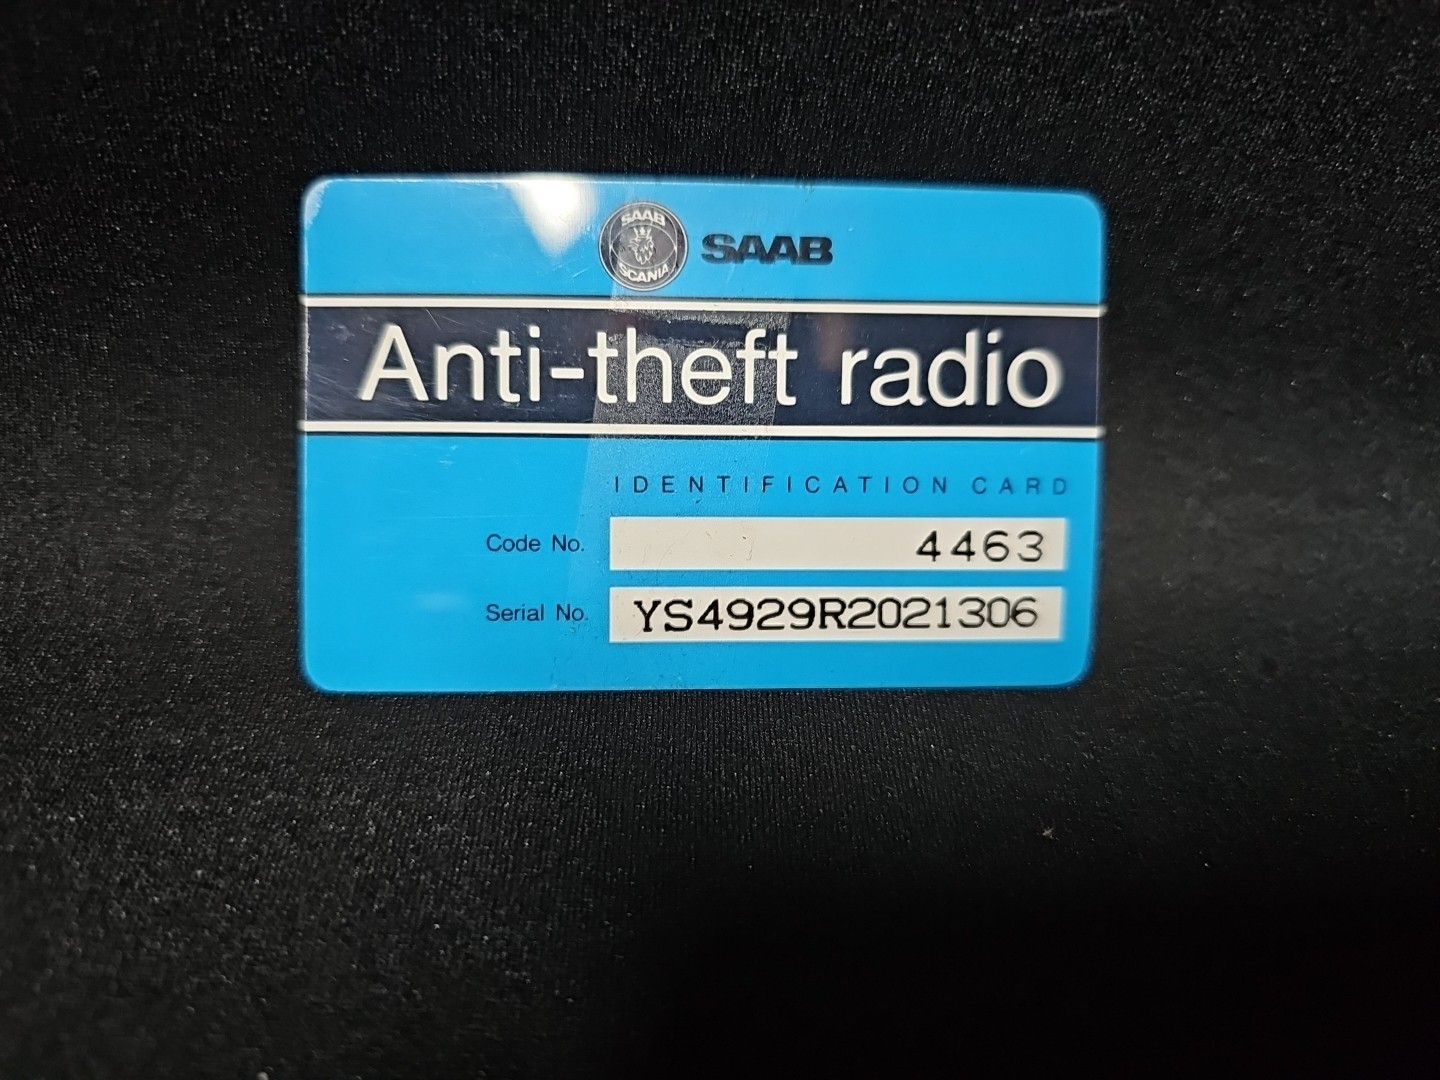 SAAB
SCANIA
SAAB
Anti-theft radio
IDENTIFICATION CARD
Code No. 4463
Serial No. YS4929R2021306